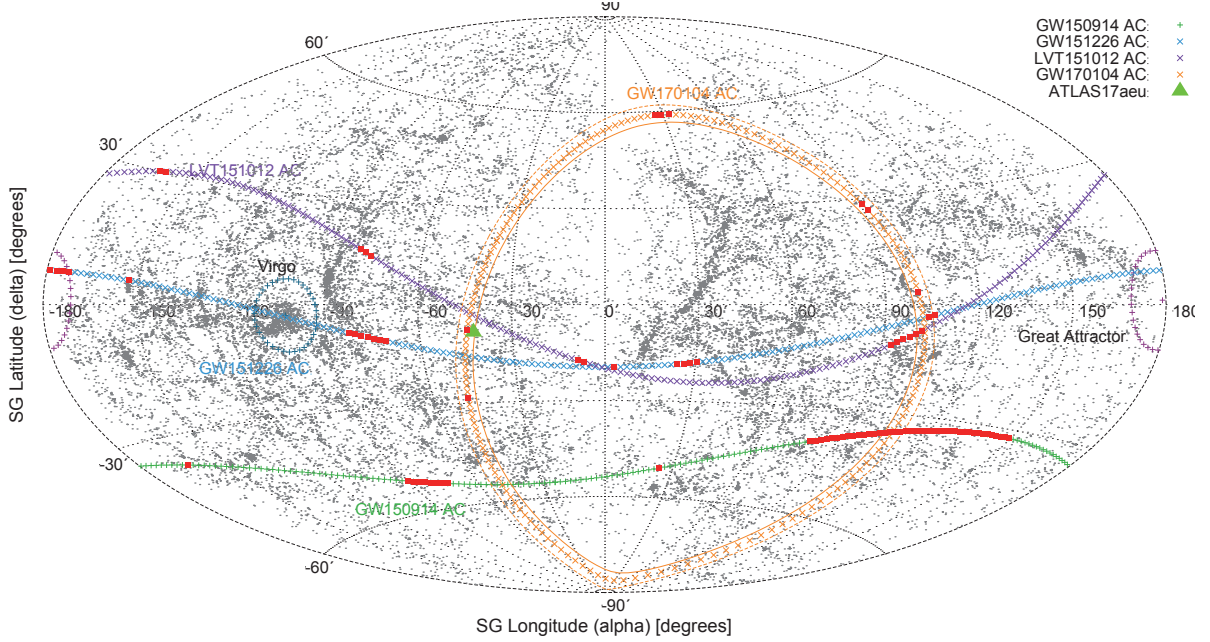 90
GW150914 AC
GW151226 AC
LVT151012 AC
GW170104 AC
ATLAS17aeu
60´
GW170104 AC
30´
LVT151012 AC
SG Latitude (delta) [degrees]
Virgo
-180 -150 -120 -90 -60 -30 0´ 30 60 90 120 150 180
Great Attractor
GW151226 AC
-30´
GW150914 AC
-60´
-90´
SG Longitude (alpha) [degrees]